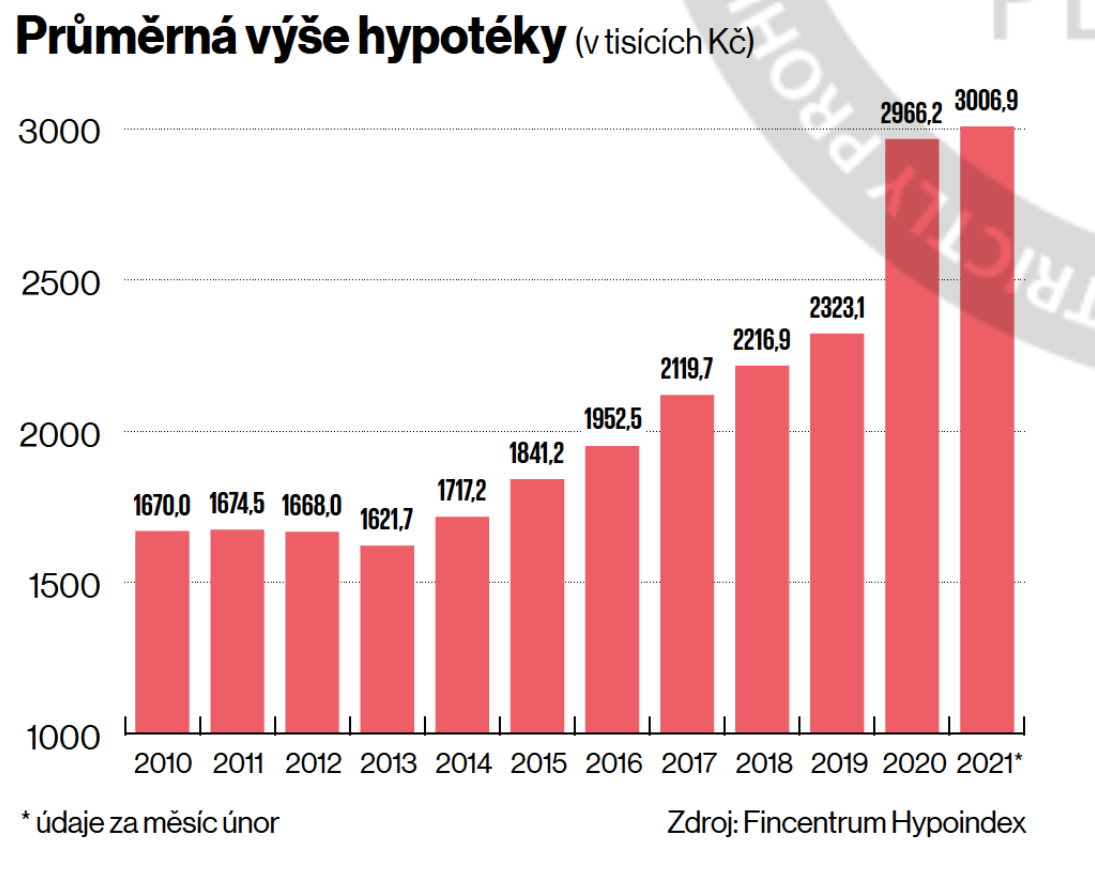 Průměrná výše hypotéky (v tisících Kč)
3000
2500
2000
1500
1000
1670,0 1674,5 1668,0 1621,7 1717,2 1841,2 1952,5 2119,7 2216,9 2323,1 2966,2 3006,9
2010 2011 2012 2013 2014 2015 2016 2017 2018 2019 2020 2021*
* údaje za měsíc únor Zdroj: Fincentrum Hypoindex